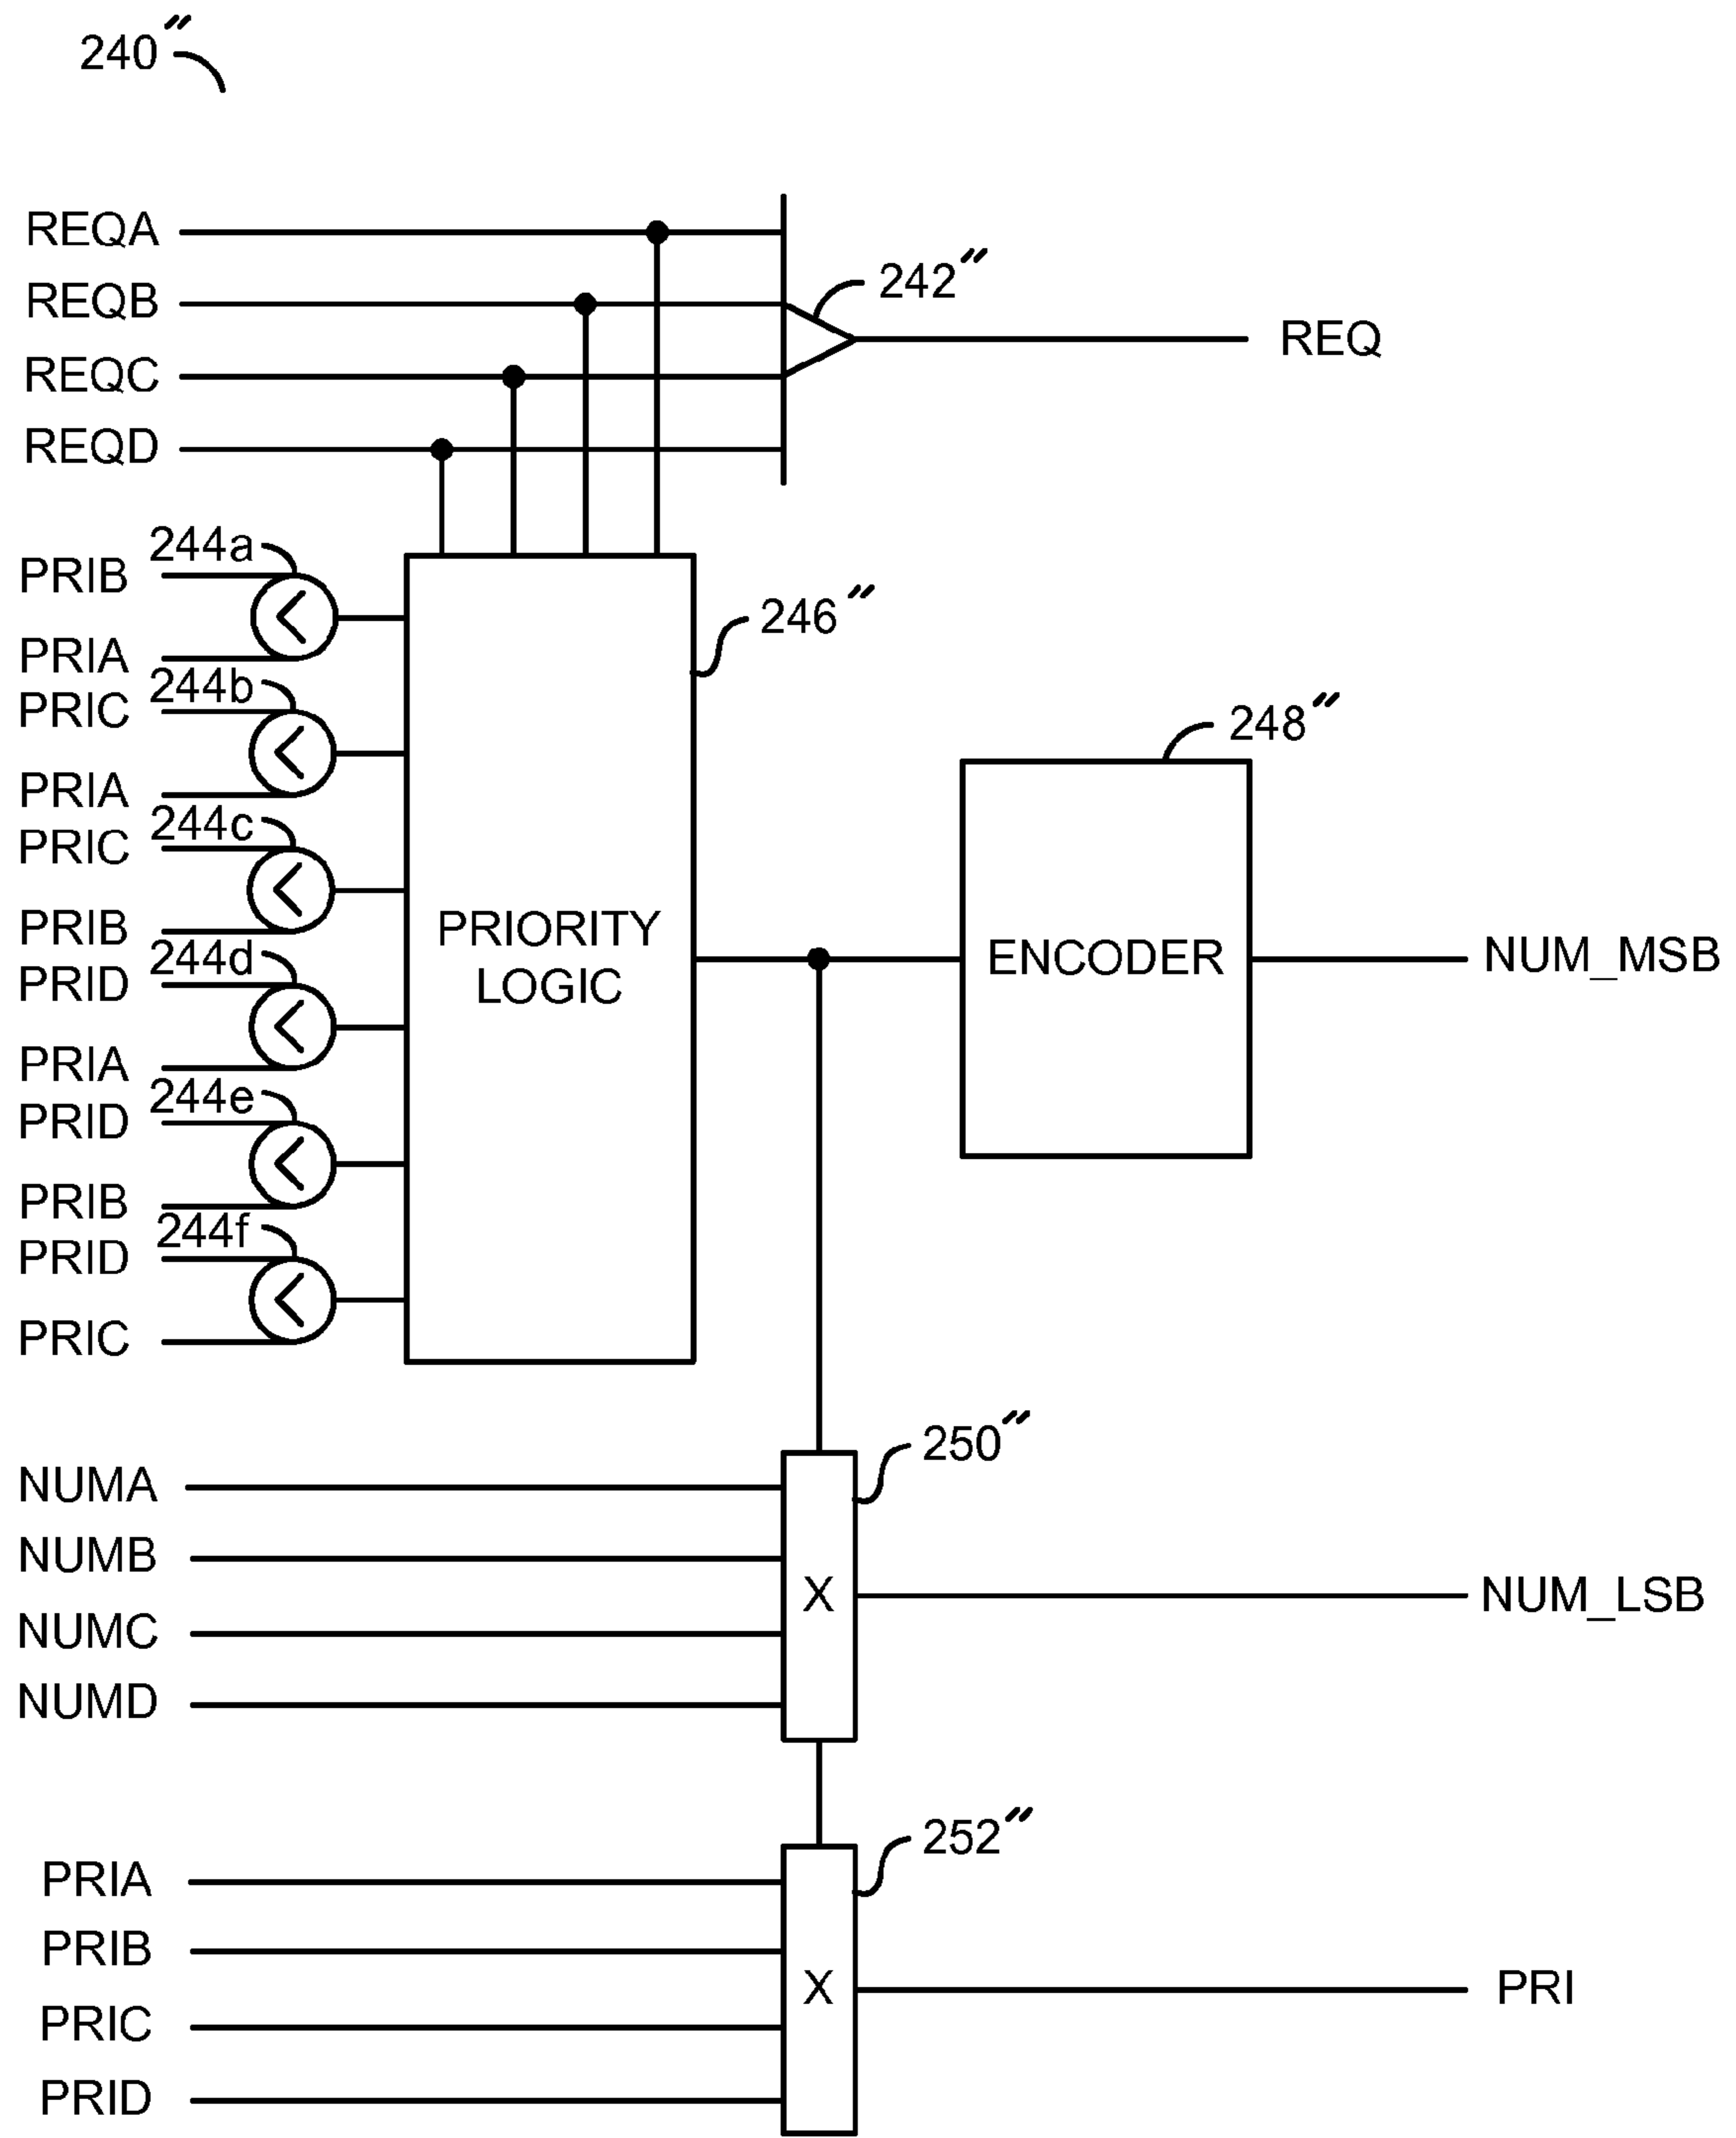 240″
REQA
REQB
242″
REQ
REQC
REQD
244a
PRIB
PRIA
246″
244b
PRIC
PRIA
248″
244c
PRIC
PRIB
PRIORITY
LOGIC
ENCODER
NUM_MSB
244d
PRID
PRIA
244e
PRID
PRIB
244f
PRID
PRIC
250″
NUMA
NUMB
X
NUM_LSB
NUMC
NUMD
252″
PRIA
PRIB
X
PRI
PRIC
PRID